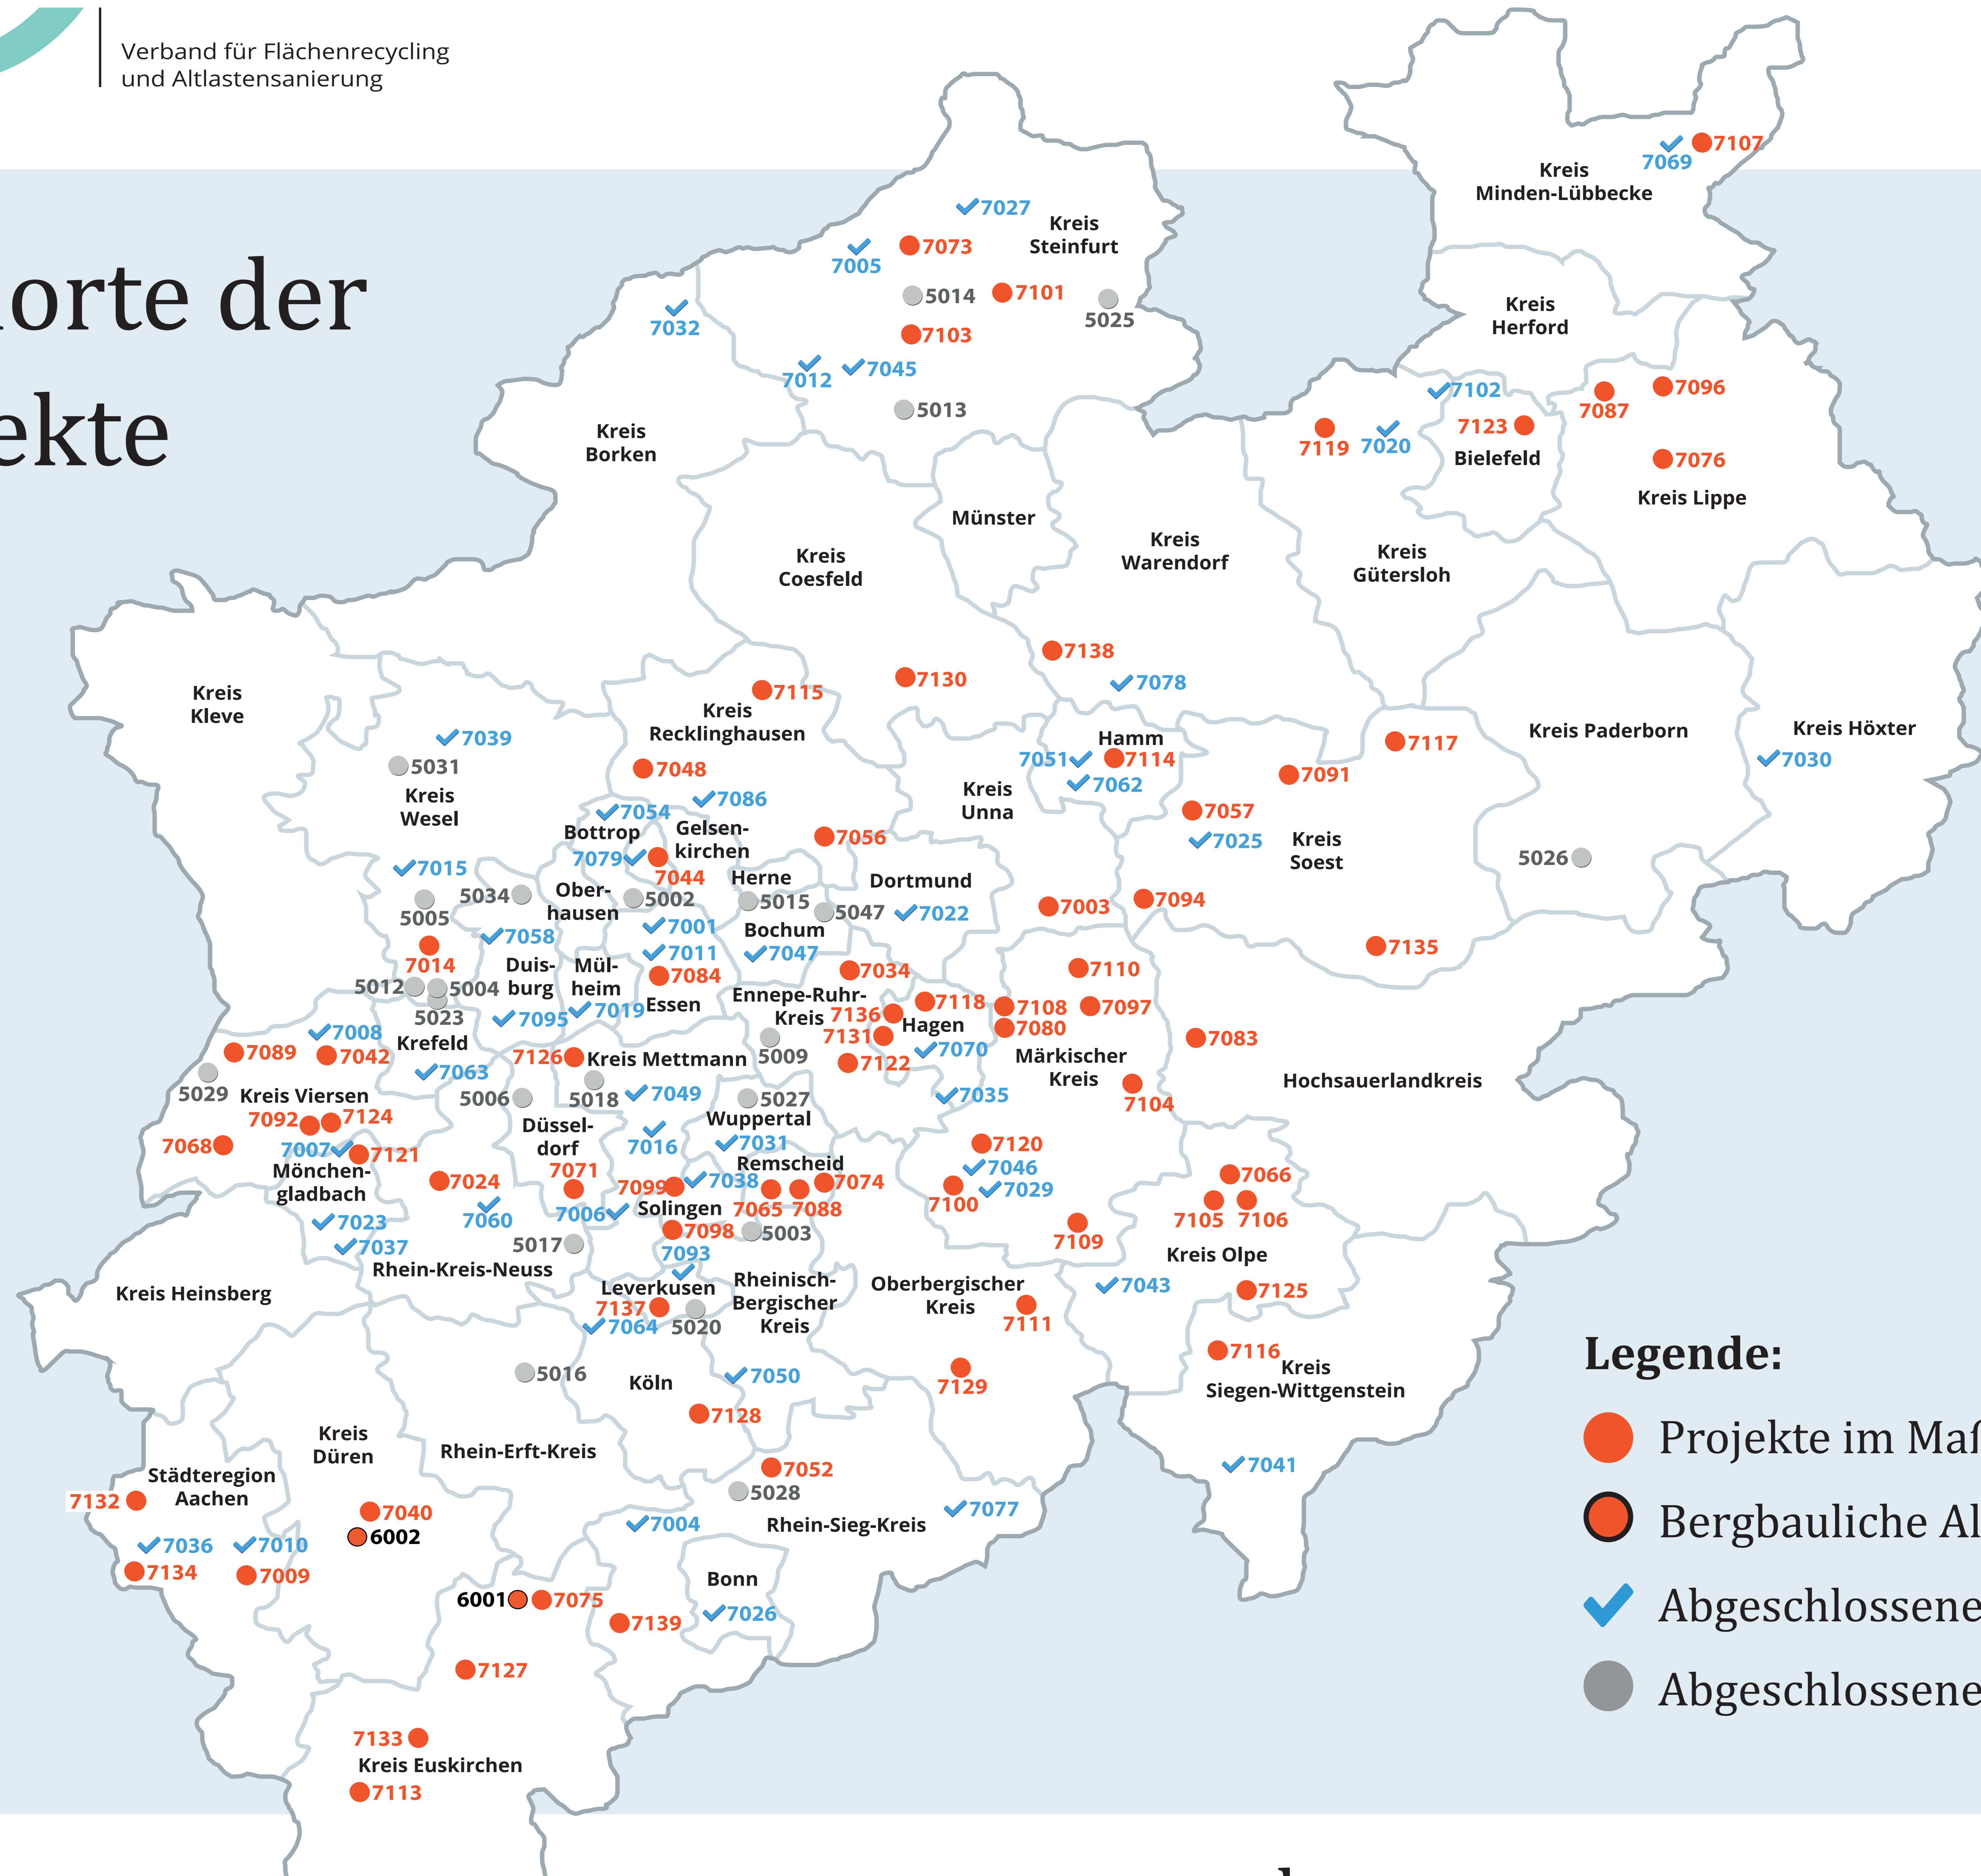 Verband für Flächenrecycling
und Altlastensanierung
orte der
ekte
7107
7069
Kreis
Minden-Lübbecke
7027
Kreis
Steinfurt
7073
7005
5014
7101
5025
7032
7103
Kreis
Herford
7012
7045
5013
7102
7096
7087
7123
7119
7020
Bielefeld
7076
Kreis Lippe
Kreis
Borken
Münster
Kreis
Coesfeld
Kreis
Warendorf
Kreis
Gütersloh
7138
7078
7130
7115
Kreis
Kleve
Kreis
Recklinghausen
7039
5031
Kreis
Wesel
7048
7086
7054
Bottrop
Gelsen-
kirchen
7079
7044
7056
Kreis
Unna
Hamm
7051
7114
7062
7117
7091
7057
7025
Kreis
Soest
Kreis Paderborn
Kreis Höxter
7030
5026
7015
5005
5034
Ober-
hausen
5002
Herne
5015
5047
Dortmund
7022
7003
7094
7135
7058
7001
Bochum
7011
7047
7014
Duis-
burg
Mül-
heim
7084
7034
7110
5012
5004
5023
7095
7019
Essen
Ennepe-Ruhr-
Kreis
7136
7118
7108
7097
7131
Hagen
7080
7083
7008
Krefeld
7089
7042
7126
Kreis Mettmann
5009
7122
7070
Märkischer
Kreis
Hochsauerlandkreis
7063
5029
Kreis Viersen
5006
5018
7049
5027
7035
7104
7092
7124
Düssel-
dorf
Wuppertal
7068
7007
7121
7016
7031
7120
Mönchen-
gladbach
7024
7071
7099
7038
Remscheid
7074
7046
7066
7060
7006
Solingen
7065
7088
7100
7029
7105
7106
7023
7098
5003
7037
5017
7093
7109
Kreis Olpe
Rhein-Kreis-Neuss
Kreis Heinsberg
Leverkusen
Rheinisch-
Bergischer
Kreis
Oberbergischer
Kreis
7043
7125
7137
7064
5020
7111
7116
Kreis
Siegen-Wittgenstein
5016
Köln
7050
7129
7128
Kreis
Düren
Rhein-Erft-Kreis
Städteregion
Aachen
7052
5028
7041
7132
7040
6002
7004
Rhein-Sieg-Kreis
7077
7036
7010
7134
7009
Bonn
6001
7075
7026
7139
7127
7133
Kreis Euskirchen
7113
Legende:
Projekte im Maß
Bergbauliche Al
Abgeschlossene
Abgeschlossene